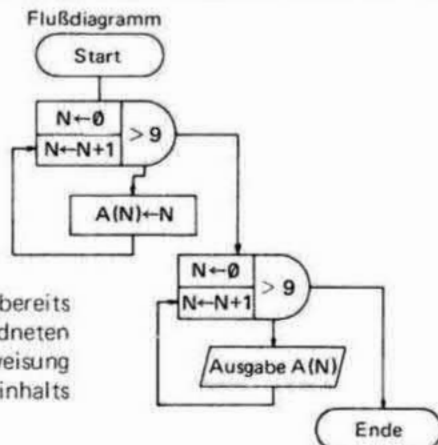 Flußdiagramm
Start
N←0
N←N+1
> 9
A(N)←N
N←0
N←N+1
> 9
Ausgabe A(N)
Ende
bereits
dneten
weisung
inhalts